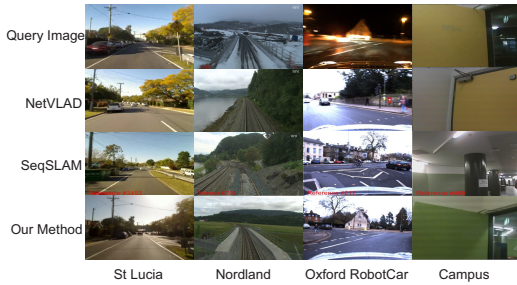 Query Image
NetVLAD
SeqSLAM
Our Method
St Lucia
Nordland
Oxford RobotCar
Campus